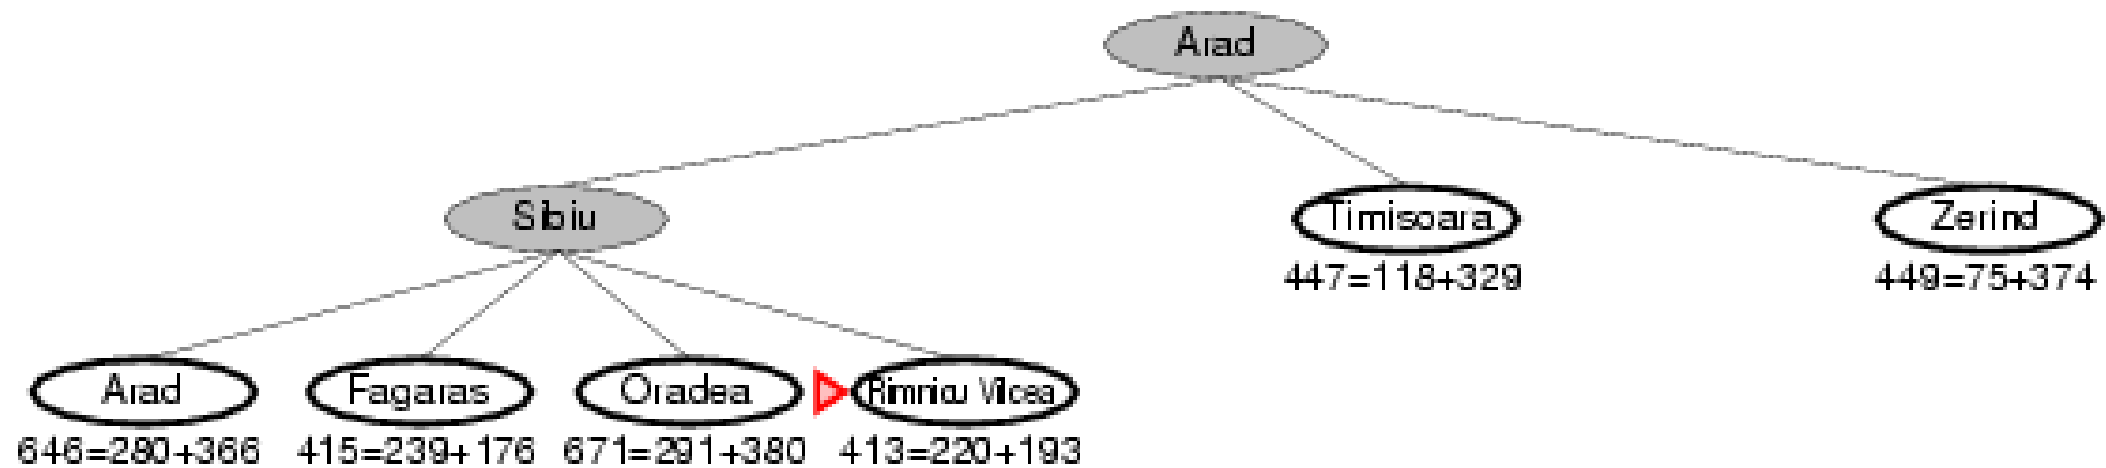 Arad
Sibiu
Timisoara
Zerind
447=118+329
449=75+374
Arad
Fagaras
Oradea
Rimnicu Vilcea
646=280+366
415=239+176
671=291+380
413=220+193